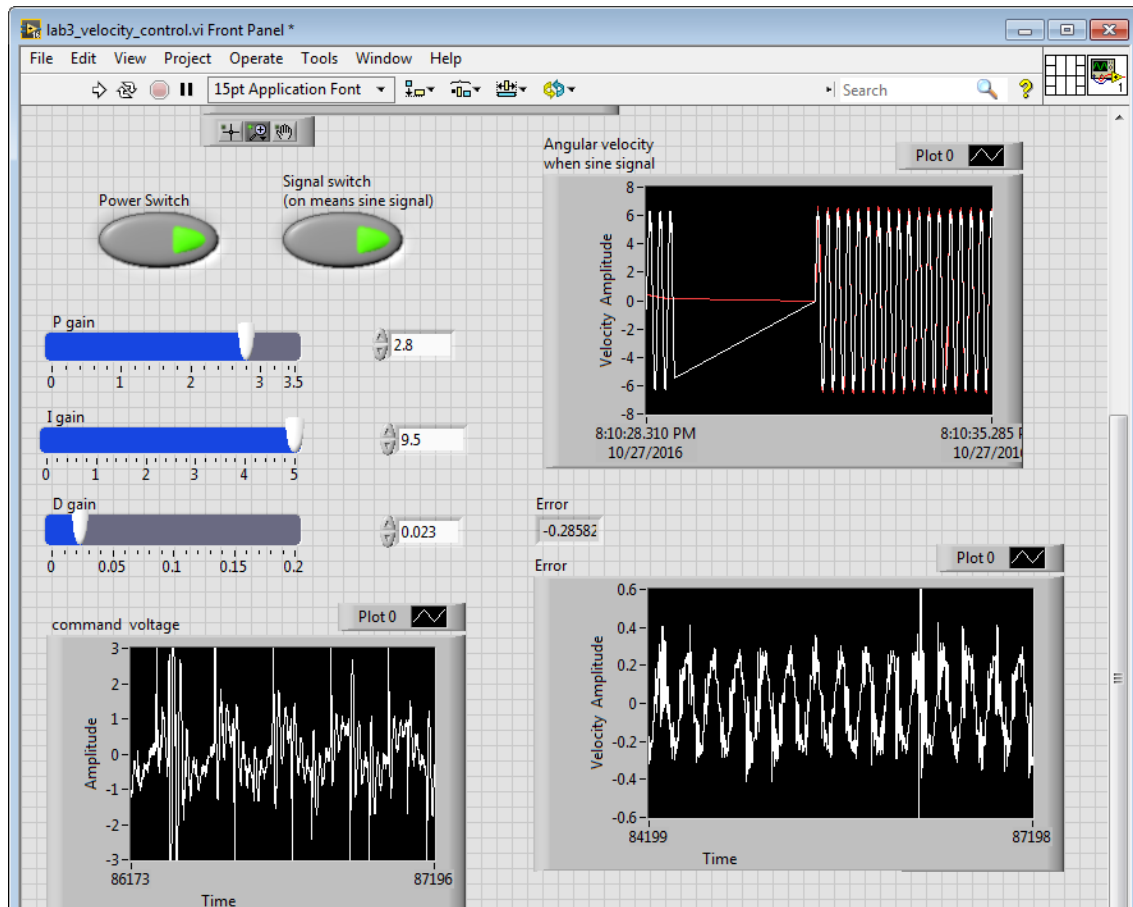 lab3_velocity_control.vi Front Panel *
File Edit View Project Operate Tools Window Help
15pt Application Font
Search
1
Power Switch
Signal switch
(on means sine signal)
P gain
2.8
0 1 2 3 3.5
I gain
9.5
0 1 2 3 4 5
D gain
0.023
0 0.05 0.1 0.15 0.2
Angular velocity
when sine signal
Plot 0
8
6
4
2
0
-2
-4
-6
-8
Velocity Amplitude
8:10:28.310 PM
10/27/2016
8:10:35.285 P
10/27/201
Error
-0.28582
Error
Plot 0
0.6
0.4
0.2
0
-0.2
-0.4
-0.6
Velocity Amplitude
84199 87198
Time
command voltage
Plot 0
3
2
1
0
-1
-2
-3
Amplitude
86173 87196
Time